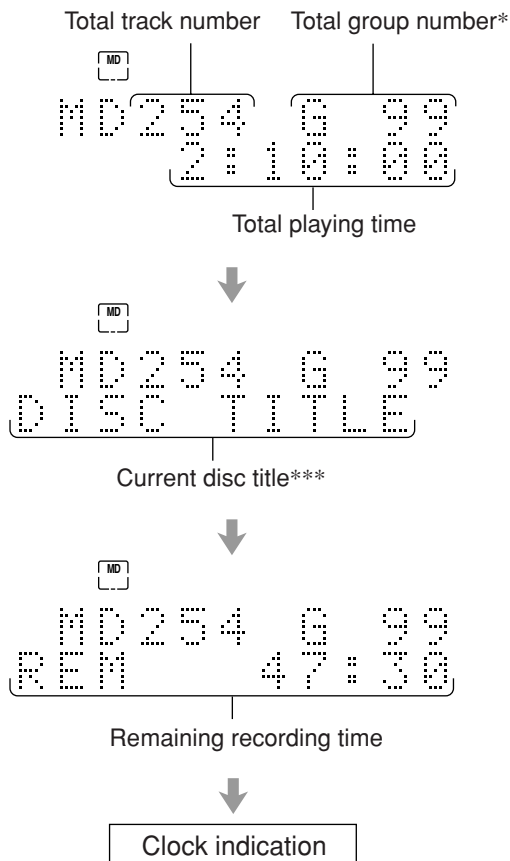 Total track number Total group number*
MD
MD254 G 99
2:10:00
Total playing time
MD
MD254 G 99
DISC TITLE
Current disc title***
MD
MD254 G 99
REM 47:30
Remaining recording time
Clock indication